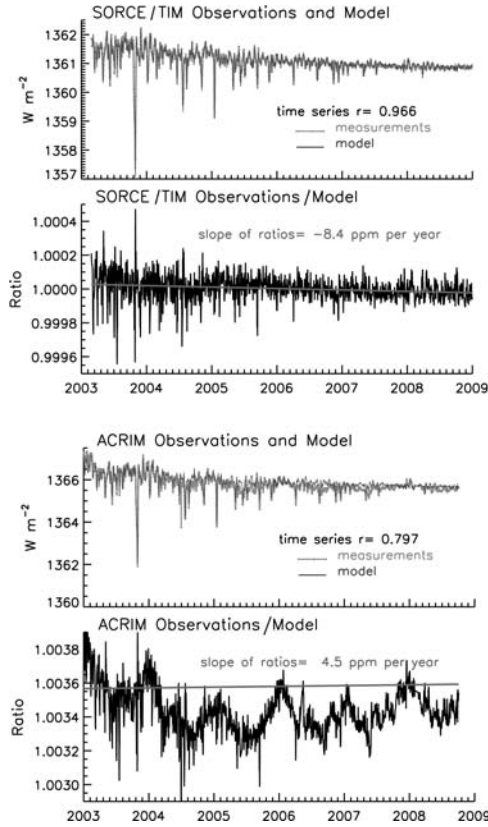 SORCE/TIM Observations and Model
1362
1361
1360
1359
1358
1357
W m⁻²
time series r= 0.966
measurements
model
SORCE/TIM Observations/Model
1.0004
1.0002
1.0000
0.9998
0.9996
Ratio
slope of ratios= −8.4 ppm per year
2003 2004 2005 2006 2007 2008 2009
ACRIM Observations and Model
1366
1364
1362
1360
W m⁻²
time series r= 0.797
measurements
model
ACRIM Observations/Model
1.0038
1.0036
1.0034
1.0032
1.0030
Ratio
slope of ratios= 4.5 ppm per year
2003 2004 2005 2006 2007 2008 2009